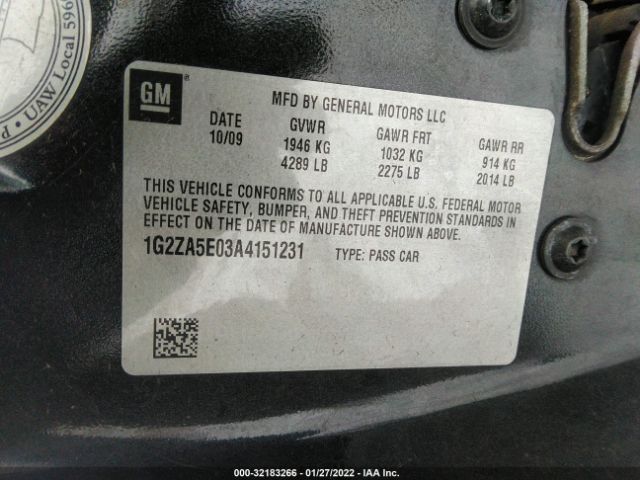 UAW Local 596
GM
MFD BY GENERAL MOTORS LLC
DATE GVWR GAWR FRT GAWR RR
10/09 1946 KG 1032 KG 914 KG
4289 LB 2275 LB 2014 LB
THIS VEHICLE CONFORMS TO ALL APPLICABLE U.S. FEDERAL MOTOR
VEHICLE SAFETY, BUMPER, AND THEFT PREVENTION STANDARDS IN
EFFECT ON THE DATE OF MANUFACTURE SHOWN ABOVE.
1G2ZA5E03A4151231 TYPE: PASS CAR
000-32183266 - 01/27/2022 - IAA Inc.